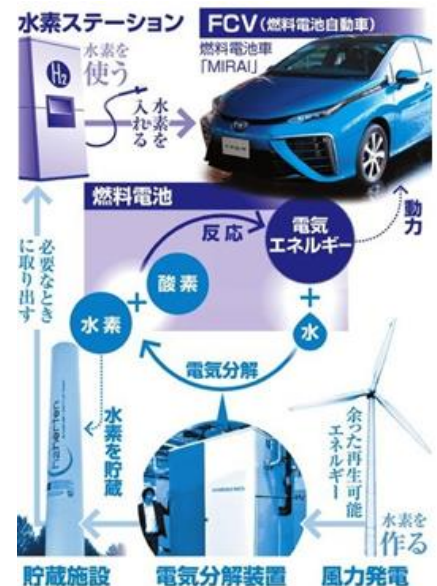 水素ステーション
FCV(燃料電池自動車)
水素を
使う
燃料電池車
「MIRAI」
H2
水素を
入れる
燃料電池
反応
電気
エネルギー
動力
酸素
+
水素
+
水
電気分解
必要なとき
に取り出す
水素を貯蔵
余った再生可能
エネルギー
水素を
作る
貯蔵施設
電気分解装置
風力発電